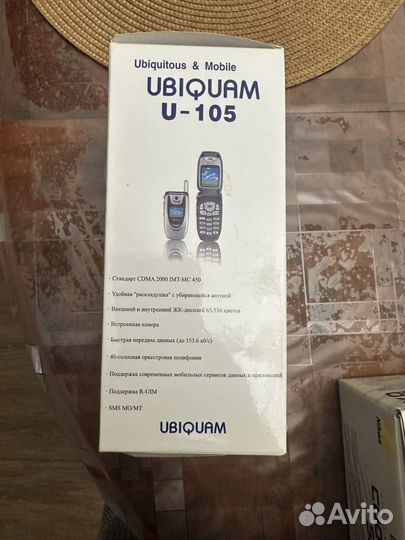 Ubiquitous & Mobile
UBIQUAM
U-105
· Стандарт CDMA 2000 IMT-MC 450
· Удобная "раскладушка" с убирающейся антеной
· Внешний и внутренний ЖК-дисплей 65,536 цветов
· Встроенная камера
· Быстрая передача данных (до 153.6 кб/с)
· 40-голосная оркестровая полифония
· Поддержка современных мобильных сервисов данных и приложений
· Поддержка R-UIM
· SMS MO/MT
UBIQUAM
Nikon
Avito